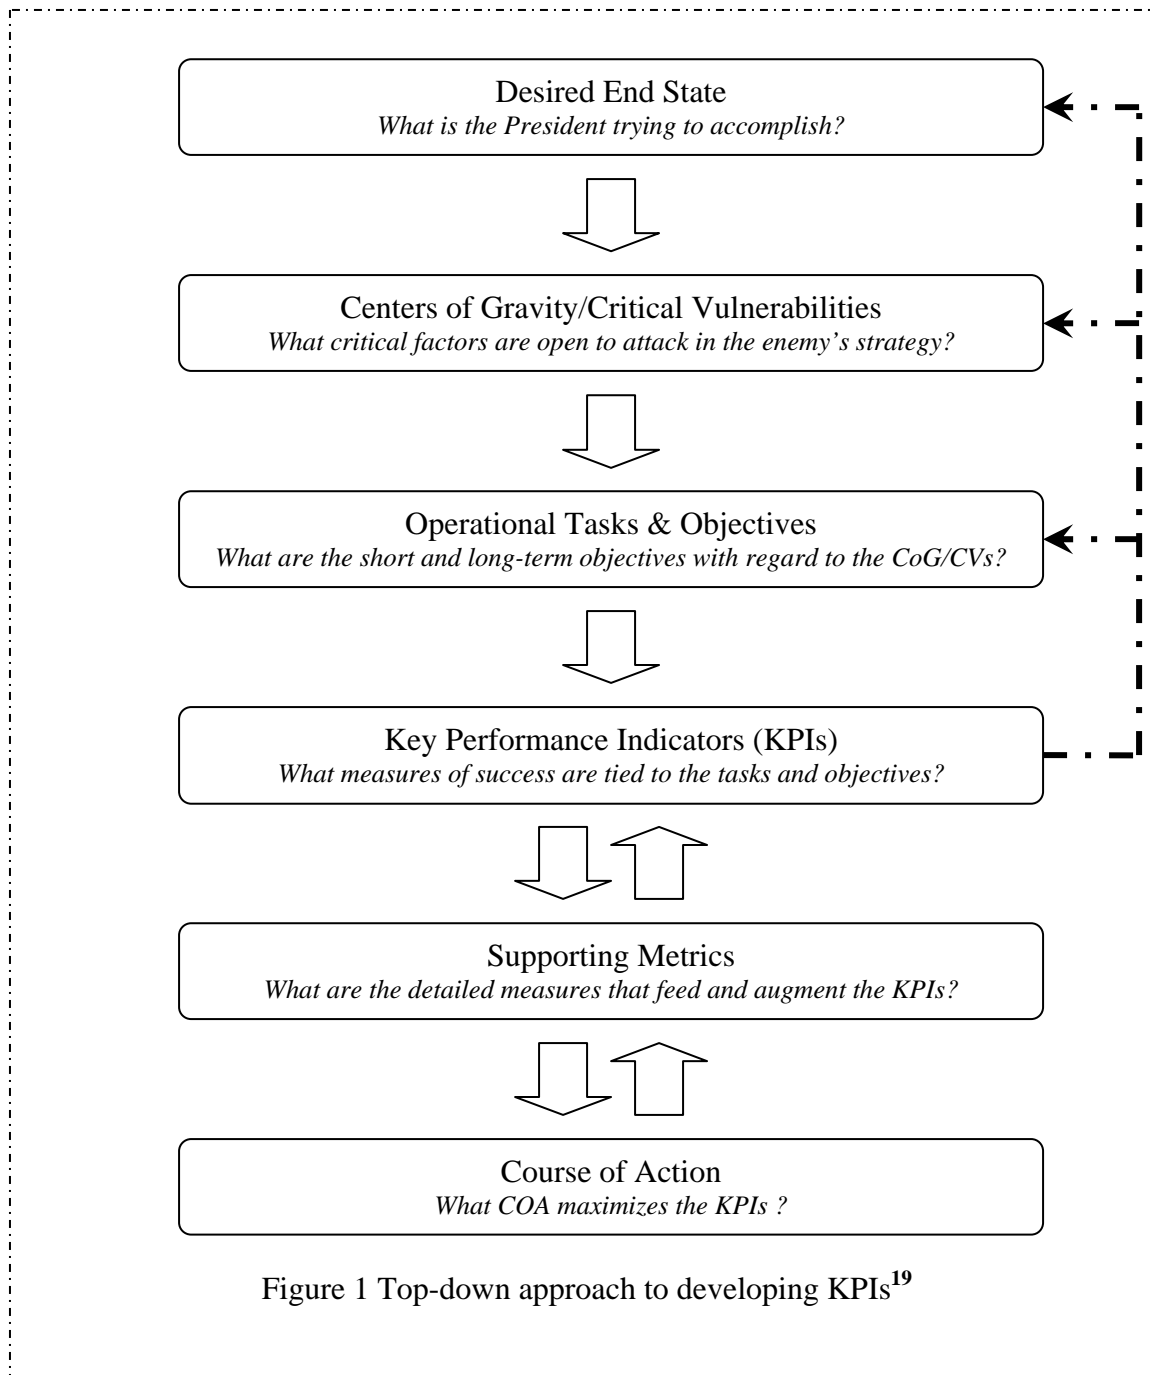 Desired End State
What is the President trying to accomplish?
Centers of Gravity/Critical Vulnerabilities
What critical factors are open to attack in the enemy’s strategy?
Operational Tasks & Objectives
What are the short and long-term objectives with regard to the CoG/CVs?
Key Performance Indicators (KPIs)
What measures of success are tied to the tasks and objectives?
Supporting Metrics
What are the detailed measures that feed and augment the KPIs?
Course of Action
What COA maximizes the KPIs ?
Figure 1 Top-down approach to developing KPIs19